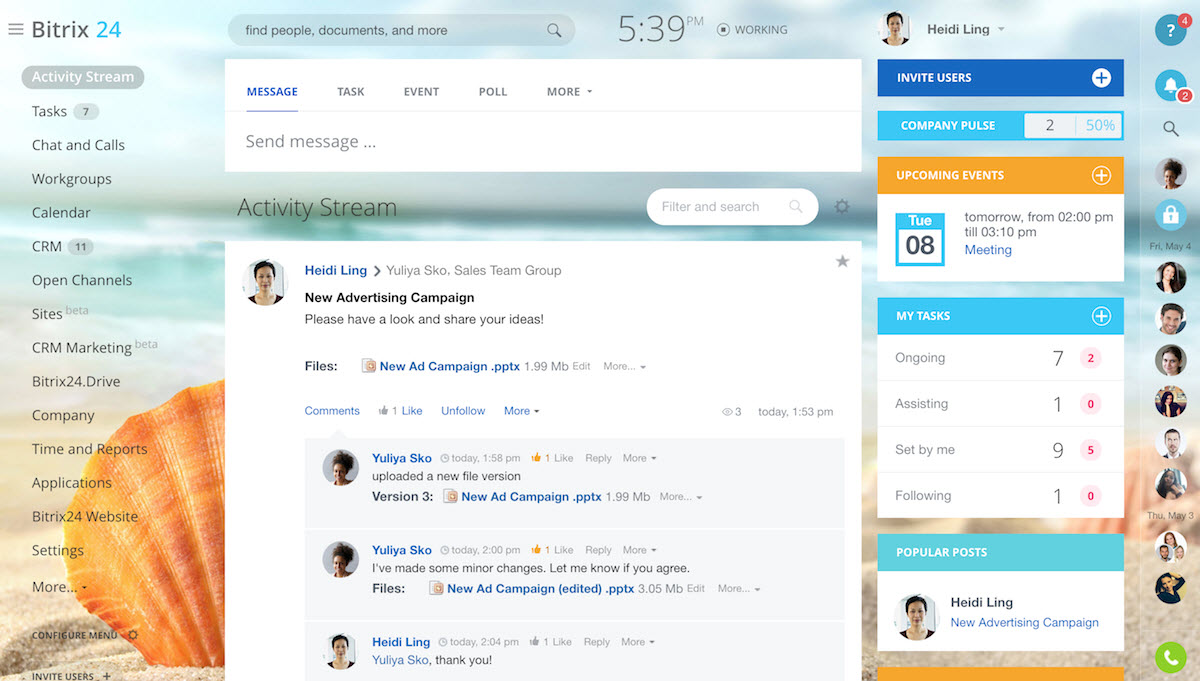 Bitrix 24
find people, documents, and more
5:39 PM
WORKING
Heidi Ling
?
4
Activity Stream
Tasks 7
Chat and Calls
Workgroups
Calendar
CRM 11
Open Channels
Sites beta
CRM Marketing beta
Bitrix24.Drive
Company
Time and Reports
Applications
Bitrix24 Website
Settings
More...
CONFIGURE MENU
INVITE USERS +
MESSAGE TASK EVENT POLL MORE
Send message ...
Activity Stream
Filter and search
Heidi Ling > Yuliya Sko, Sales Team Group
New Advertising Campaign
Please have a look and share your ideas!
Files: New Ad Campaign .pptx 1.99 Mb Edit More...
Comments 1 Like Unfollow More 3 today, 1:53 pm
Yuliya Sko today, 1:58 pm 1 Like Reply More
uploaded a new file version
Version 3: New Ad Campaign .pptx 1.99 Mb More...
Yuliya Sko today, 2:00 pm 1 Like Reply More
I've made some minor changes. Let me know if you agree.
Files: New Ad Campaign (edited) .pptx 3.05 Mb Edit More...
Heidi Ling today, 2:04 pm 1 Like Reply More
Yuliya Sko, thank you!
INVITE USERS
COMPANY PULSE 2 50%
UPCOMING EVENTS
Tue
08
tomorrow, from 02:00 pm
till 03:10 pm
Meeting
MY TASKS
Ongoing 7 2
Assisting 1 0
Set by me 9 5
Following 1 0
POPULAR POSTS
Heidi Ling
New Advertising Campaign
2
Fri, May 4
Thu, May 3